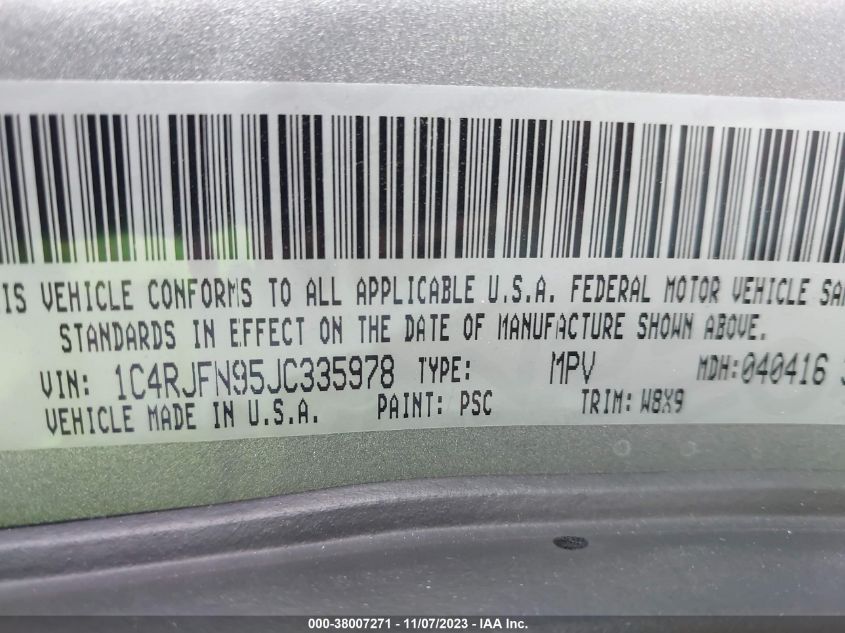 IS VEHICLE CONFORMS TO ALL APPLICABLE U.S.A. FEDERAL MOTOR VEHICLE
STANDARDS IN EFFECT ON THE DATE OF MANUFACTURE SHOWN ABOVE.
VIN: 1C4RJFN95JC335978 TYPE: MPV MDH:040416
VEHICLE MADE IN U.S.A. PAINT: PSC TRIM: W8X9
000-38007271 - 11/07/2023 - IAA Inc.